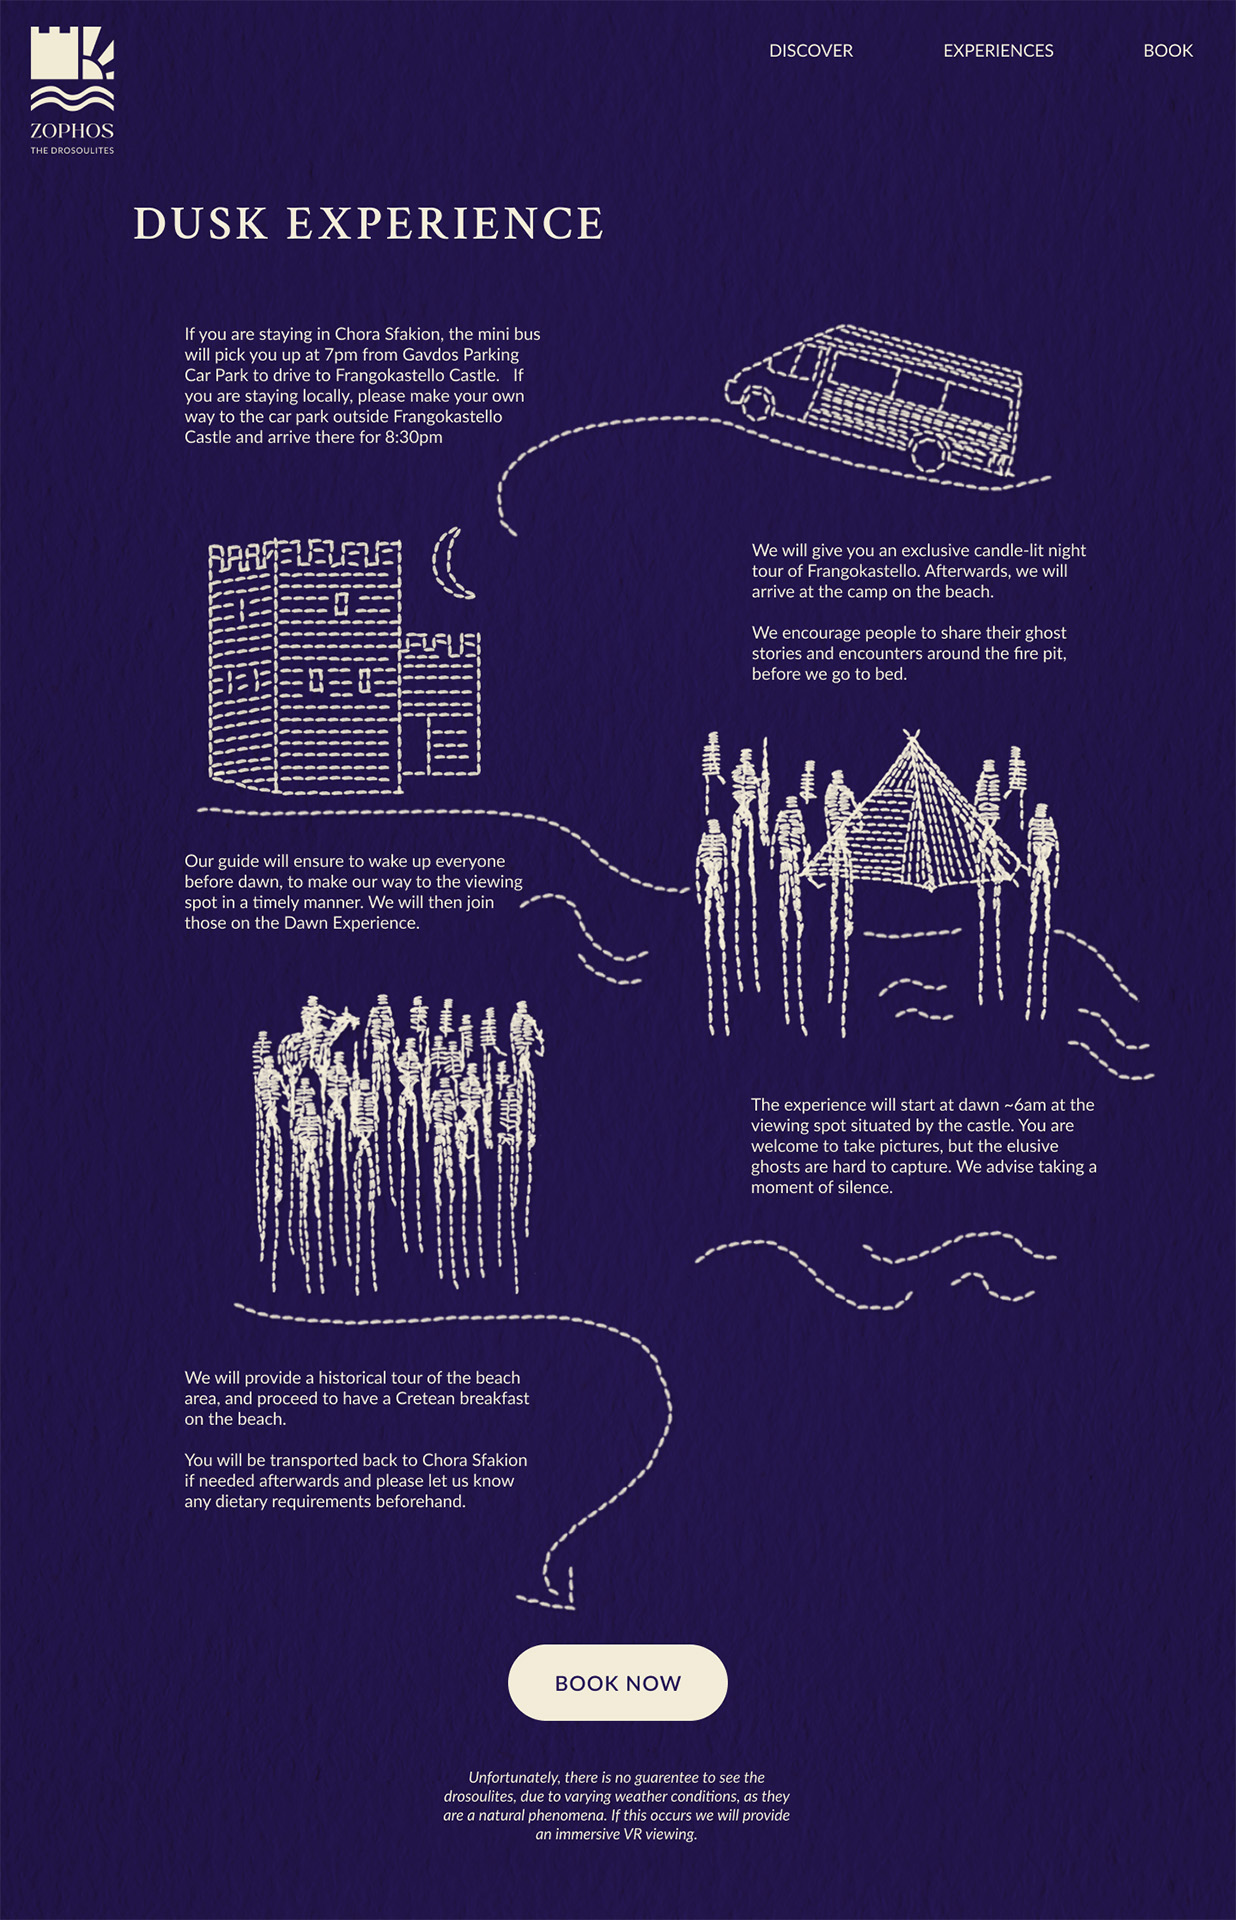 DISCOVER EXPERIENCES BOOK
ZOPHOS
THE DROSOULITES
DUSK EXPERIENCE
If you are staying in Chora Sfakion, the mini bus
will pick you up at 7pm from Gavdos Parking
Car Park to drive to Frangokastello Castle.   If
you are staying locally, please make your own
way to the car park outside Frangokastello
Castle and arrive there for 8:30pm
We will give you an exclusive candle-lit night
tour of Frangokastello. Afterwards, we will
arrive at the camp on the beach.
We encourage people to share their ghost
stories and encounters around the fire pit,
before we go to bed.
Our guide will ensure to wake up everyone
before dawn, to make our way to the viewing
spot in a timely manner. We will then join
those on the Dawn Experience.
The experience will start at dawn ~6am at the
viewing spot situated by the castle. You are
welcome to take pictures, but the elusive
ghosts are hard to capture. We advise taking a
moment of silence.
We will provide a historical tour of the beach
area, and proceed to have a Cretean breakfast
on the beach.
You will be transported back to Chora Sfakion
if needed afterwards and please let us know
any dietary requirements beforehand.
BOOK NOW
Unfortunately, there is no guarentee to see the
drosoulites, due to varying weather conditions, as they
are a natural phenomena. If this occurs we will provide
an immersive VR viewing.